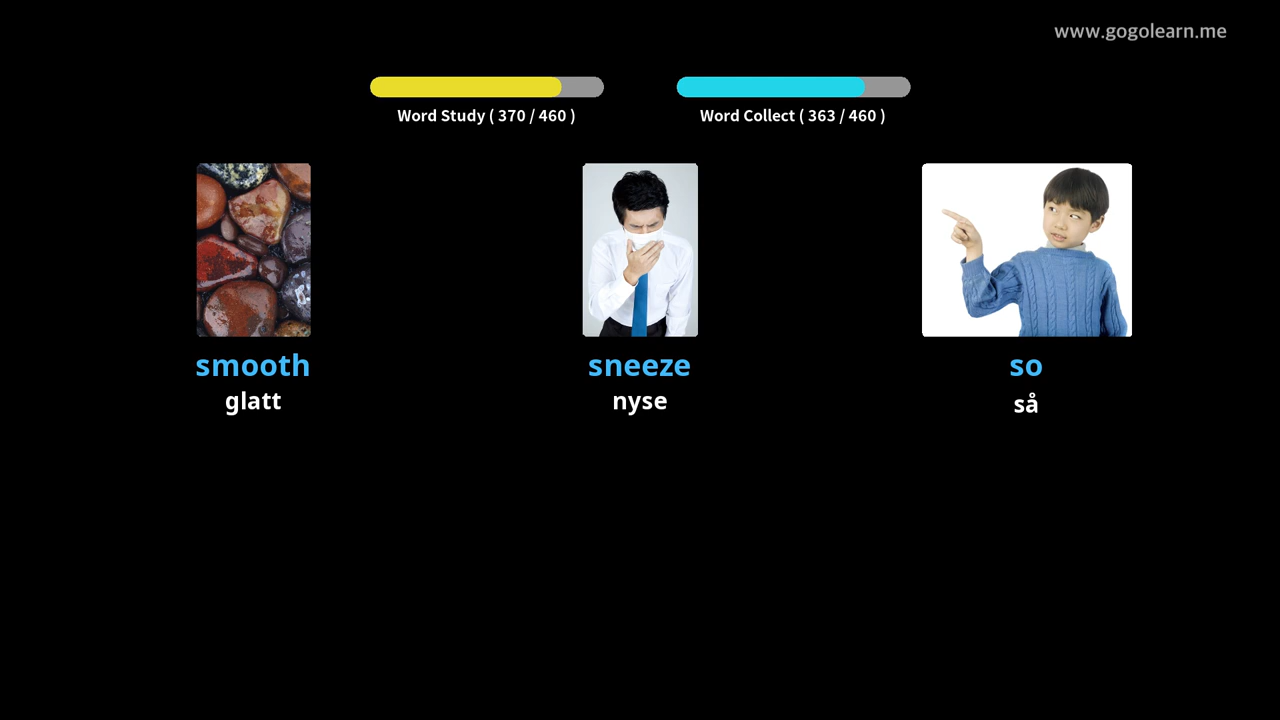 www.gogolearn.me
Word Study ( 370 / 460 )
Word Collect ( 363 / 460 )
smooth
glatt
sneeze
nyse
so
så